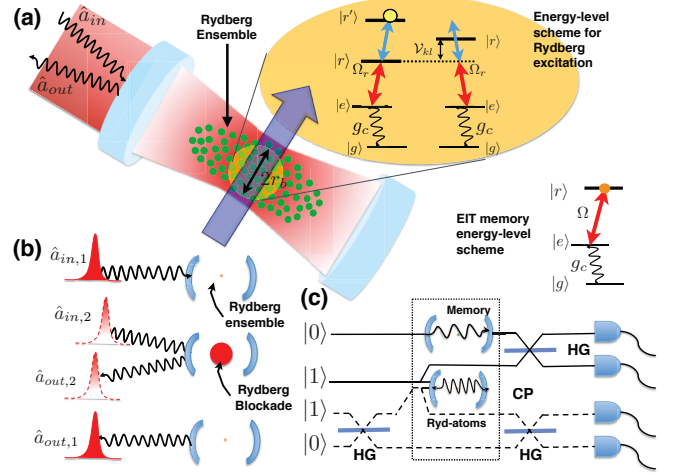 (a)
â_in
â_out
Rydberg
Ensemble
2r_b
|r'⟩
|r⟩
V_kl
|r⟩
Ω_r
Ω_r
|e⟩
|e⟩
g_c
g_c
|g⟩
|g⟩
Energy-level
scheme for
Rydberg
excitation
EIT memory
energy-level
scheme
|r⟩
Ω
|e⟩
g_c
|g⟩
(b)
â_in,1
Rydberg
ensemble
â_in,2
â_out,2
Rydberg
Blockade
â_out,1
(c)
Memory
|0⟩
HG
|1⟩
CP
|1⟩
Ryd-atoms
|0⟩
HG
HG